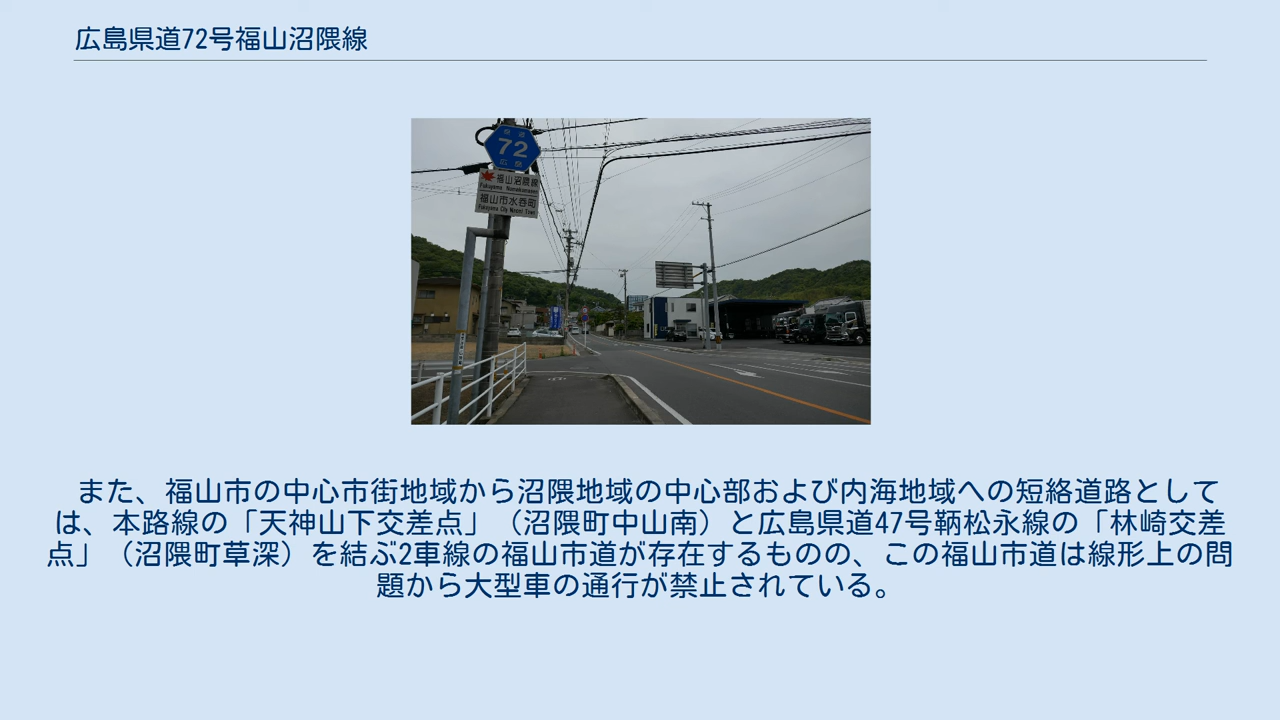 広島県道72号福山沼隈線
県道
72
広島
福山沼隈線
福山市水呑町
また、福山市の中心市街地域から沼隈地域の中心部および内海地域への短絡道路として
は、本路線の「天神山下交差点」（沼隈町中山南）と広島県道47号鞆松永線の「林崎交差
点」（沼隈町草深）を結ぶ2車線の福山市道が存在するものの、この福山市道は線形上の問
題から大型車の通行が禁止されている。